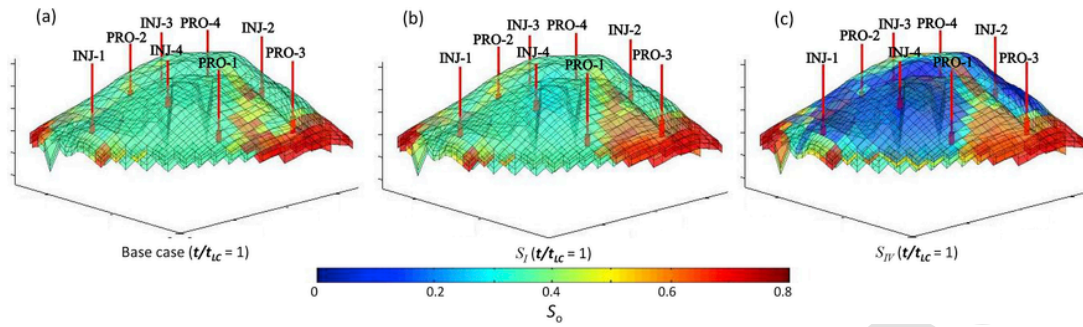 (a)
INJ-3 PRO-4
PRO-2 INJ-2
INJ-1 INJ-4
PRO-1 PRO-3
(b)
PRO-4
INJ-3 INJ-2
PRO-2
INJ-1 INJ-4 PRO-3
PRO-1
(c)
INJ-3 PRO-4
INJ-2
PRO-2
INJ-1 INJ-4 PRO-3
PRO-1
Base case (t/tLC = 1)
SI (t/tLC = 1)
SIV (t/tLC = 1)
0 0.2 0.4 0.6 0.8
So